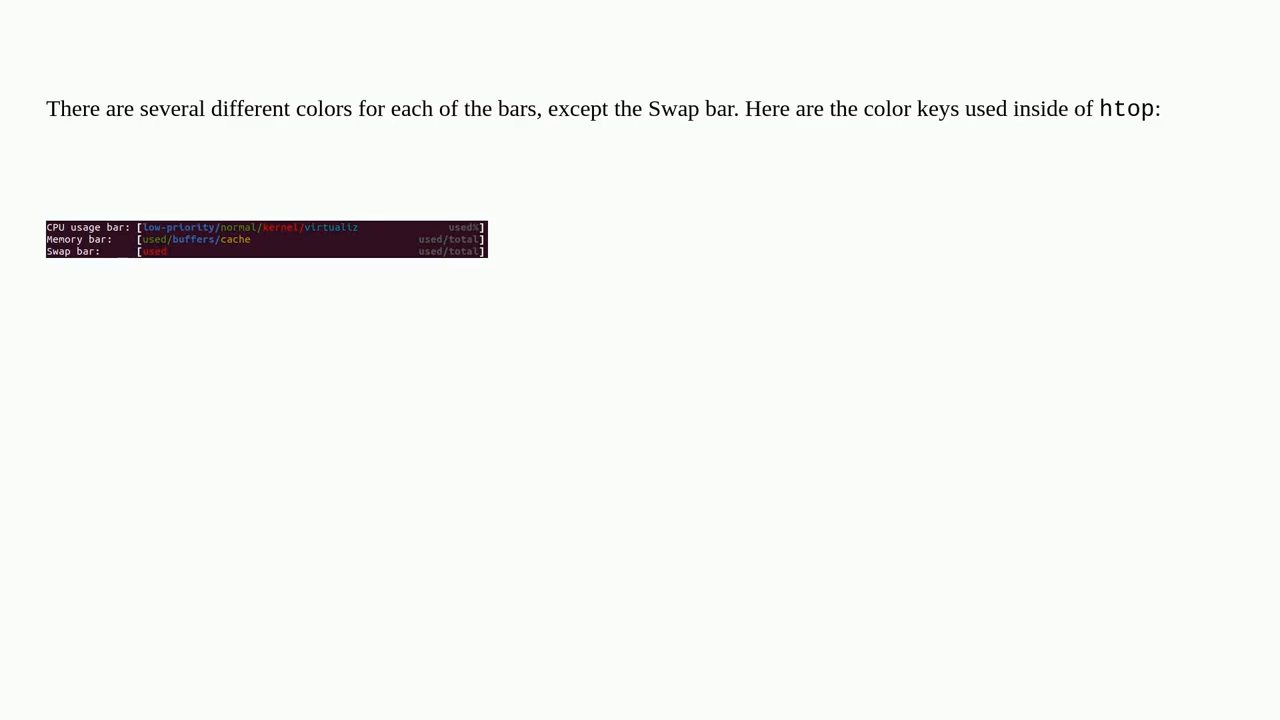 There are several different colors for each of the bars, except the Swap bar. Here are the color keys used inside of htop:
CPU usage bar: [low-priority/normal/kernel/virtualiz used%]
Memory bar: [used/buffers/cache used/total]
Swap bar: [used used/total]